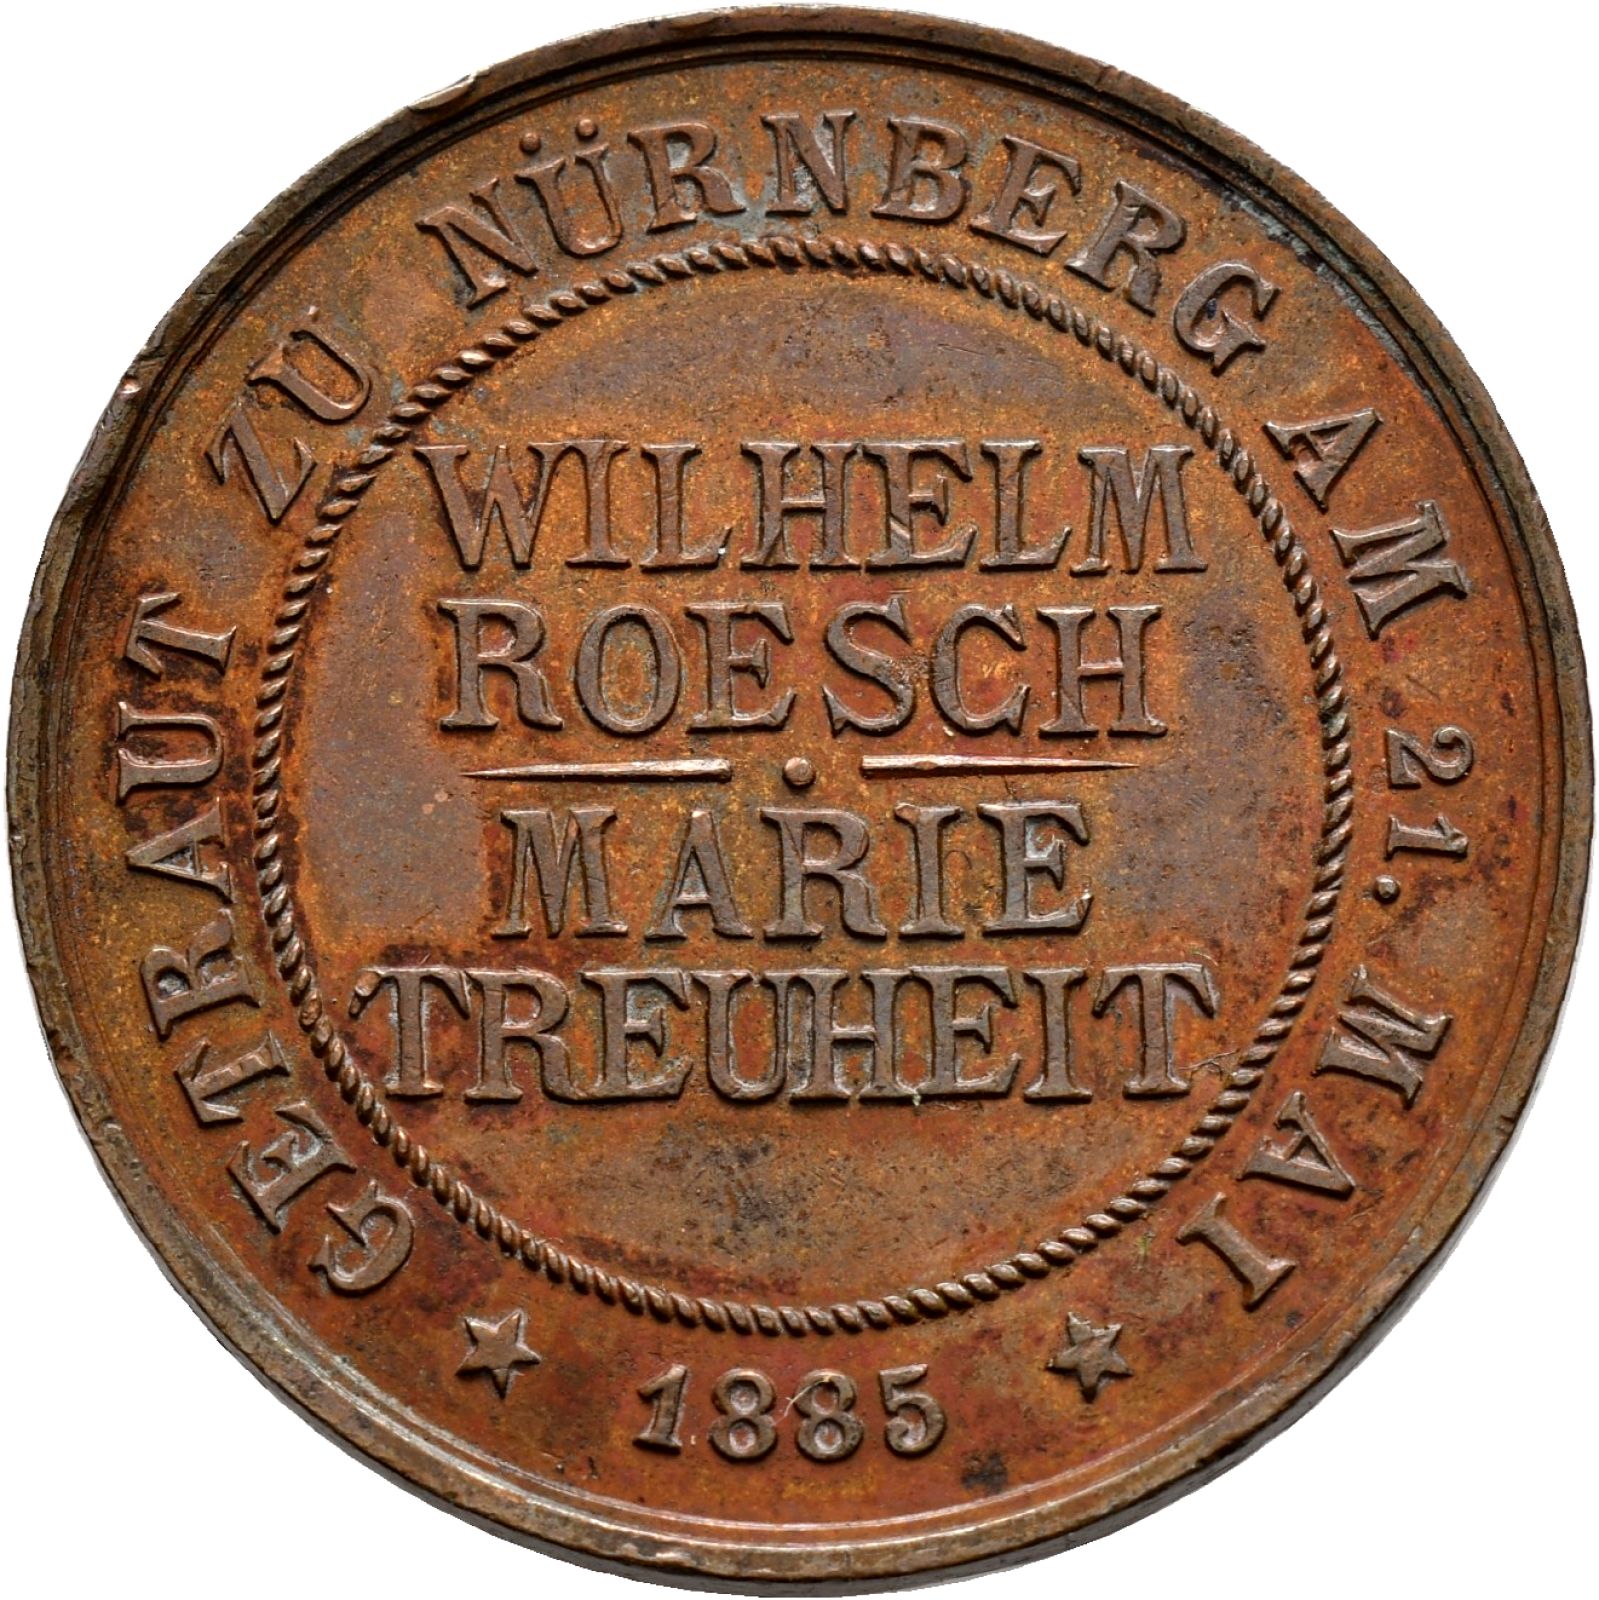 GETRAUT ZU NÜRNBERG AM 21. MAI
1885
WILHELM
ROESCH
MARIE
TREUHEIT